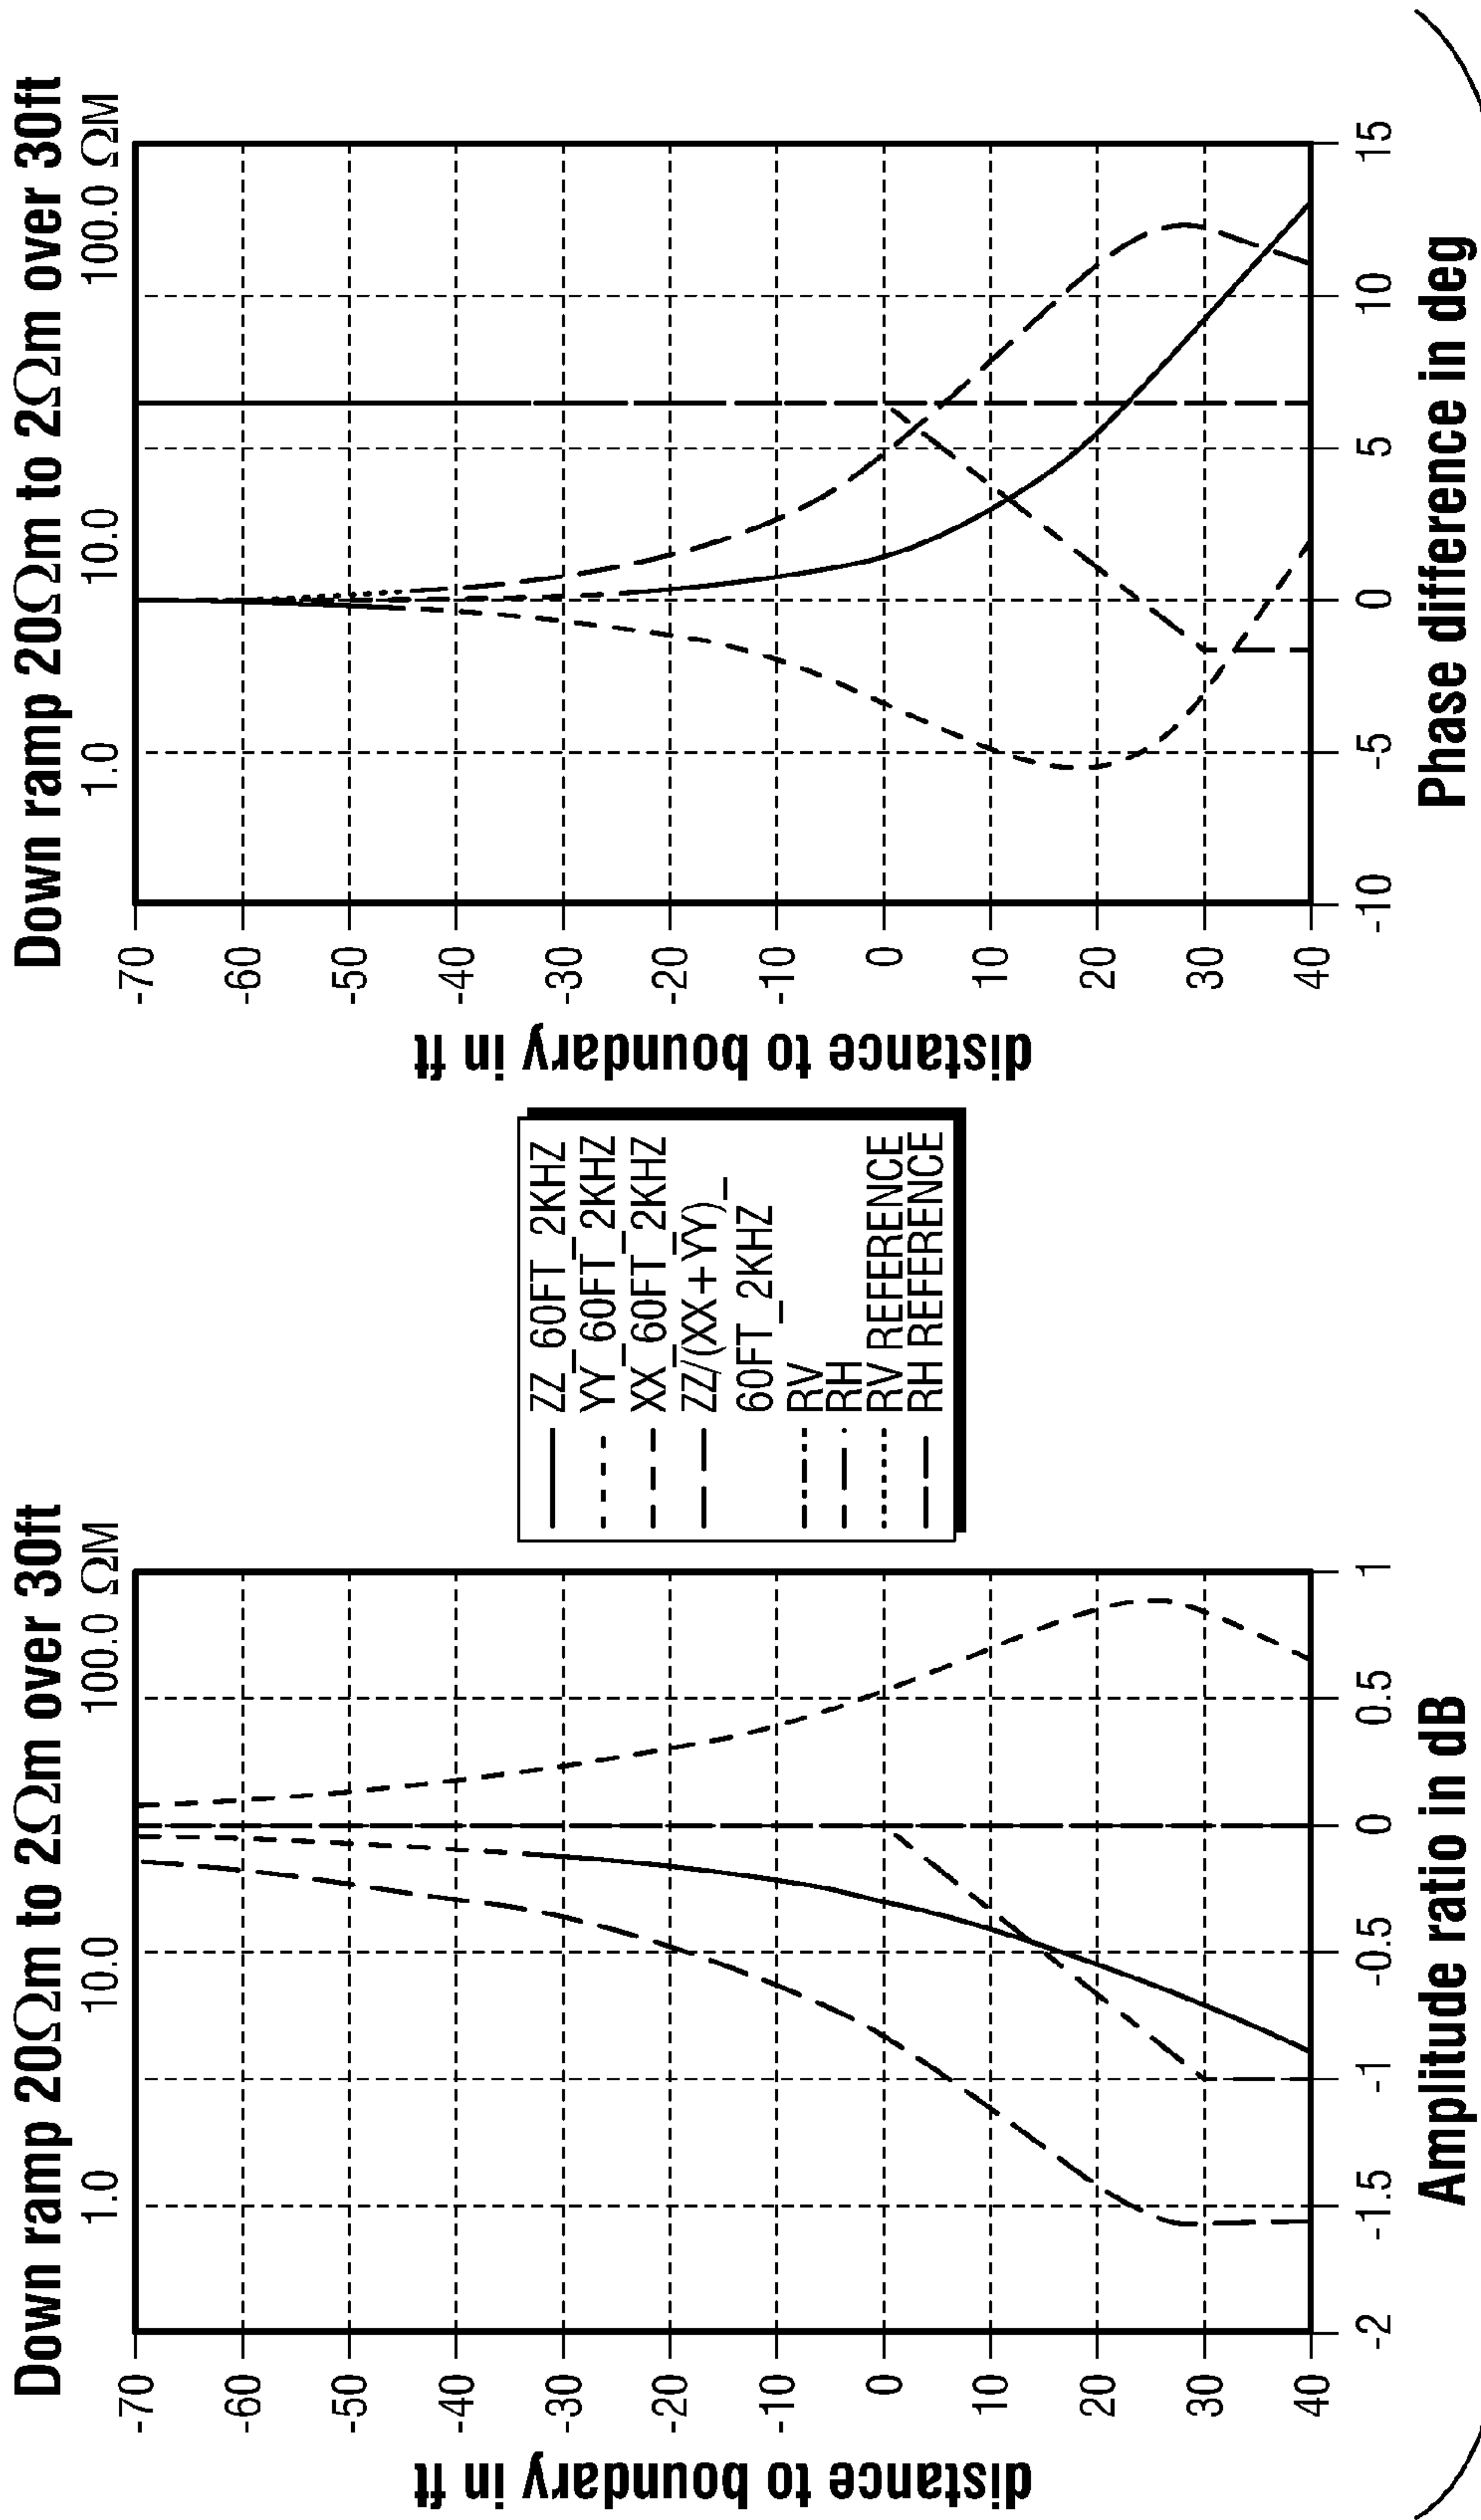 Down ramp 20Ωm to 2Ωm over 30ft
1.0 10.0 100.0 ΩM
distance to boundary in ft
-70
-60
-50
-40
-30
-20
-10
0
10
20
30
40
-2 -1.5 -1 -0.5 0 0.5 1
Amplitude ratio in dB
ZZ_60FT_2KHZ
YY_60FT_2KHZ
XX_60FT_2KHZ
ZZ/(XX+YY)_
60FT_2KHZ
RV
RH
RV REFERENCE
RH REFERENCE
Down ramp 20Ωm to 2Ωm over 30ft
1.0 10.0 100.0 ΩM
distance to boundary in ft
-70
-60
-50
-40
-30
-20
-10
0
10
20
30
40
-10 -5 0 5 10 15
Phase difference in deg